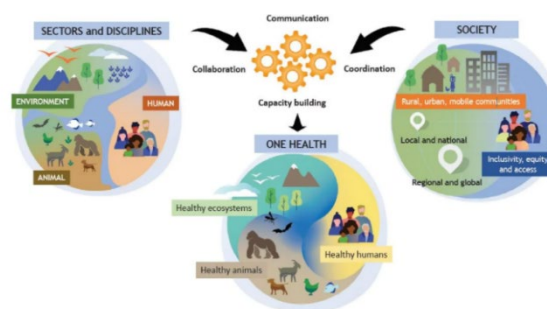 SECTORS and DISCIPLINES
Communication
SOCIETY
Collaboration
Coordination
Capacity building
ENVIRONMENT
HUMAN
ANIMAL
Rural, urban, mobile communities
Local and national
Regional and global
Inclusivity, equity
and access
ONE HEALTH
Healthy ecosystems
Healthy animals
Healthy humans